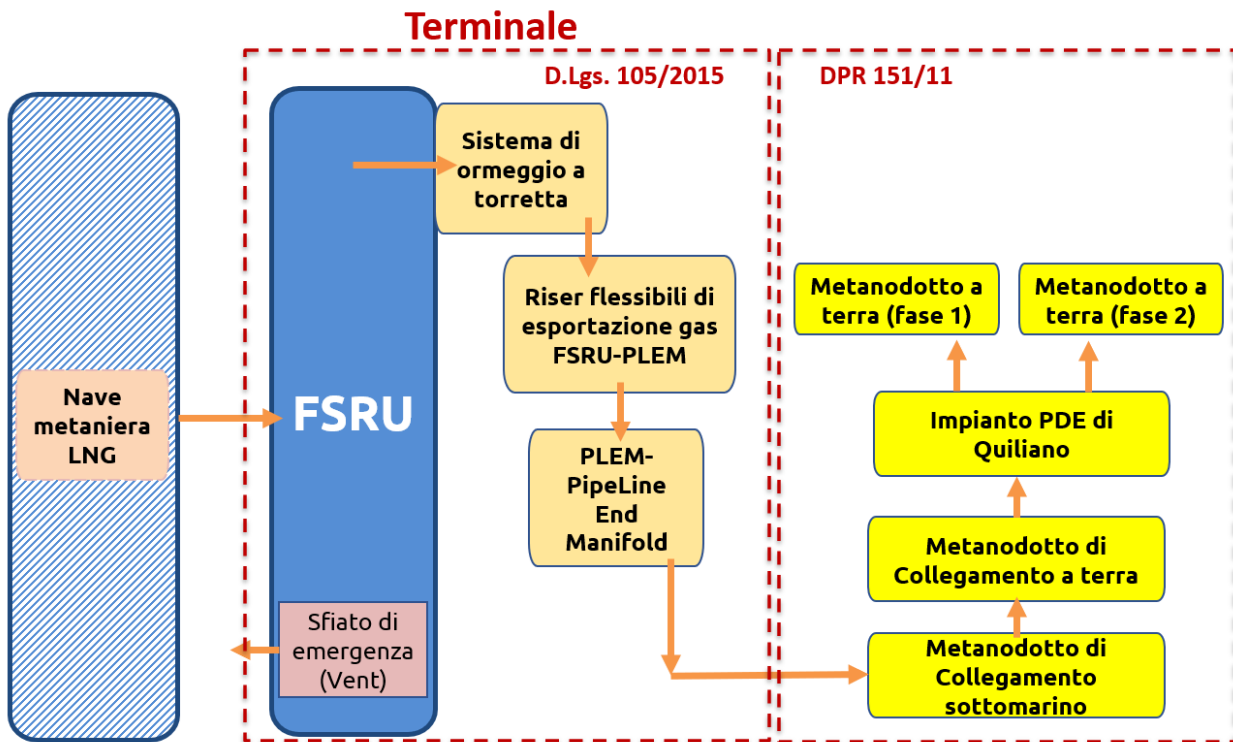 Terminale
D.Lgs. 105/2015
DPR 151/11
Nave
metaniera
LNG
FSRU
Sfiato di
emergenza
(Vent)
Sistema di
ormeggio a
torretta
Riser flessibili di
esportazione gas
FSRU-PLEM
PLEM-
PipeLine
End
Manifold
Metanodotto a
terra (fase 1)
Metanodotto a
terra (fase 2)
Impianto PDE di
Quiliano
Metanodotto di
Collegamento a terra
Metanodotto di
Collegamento
sottomarino